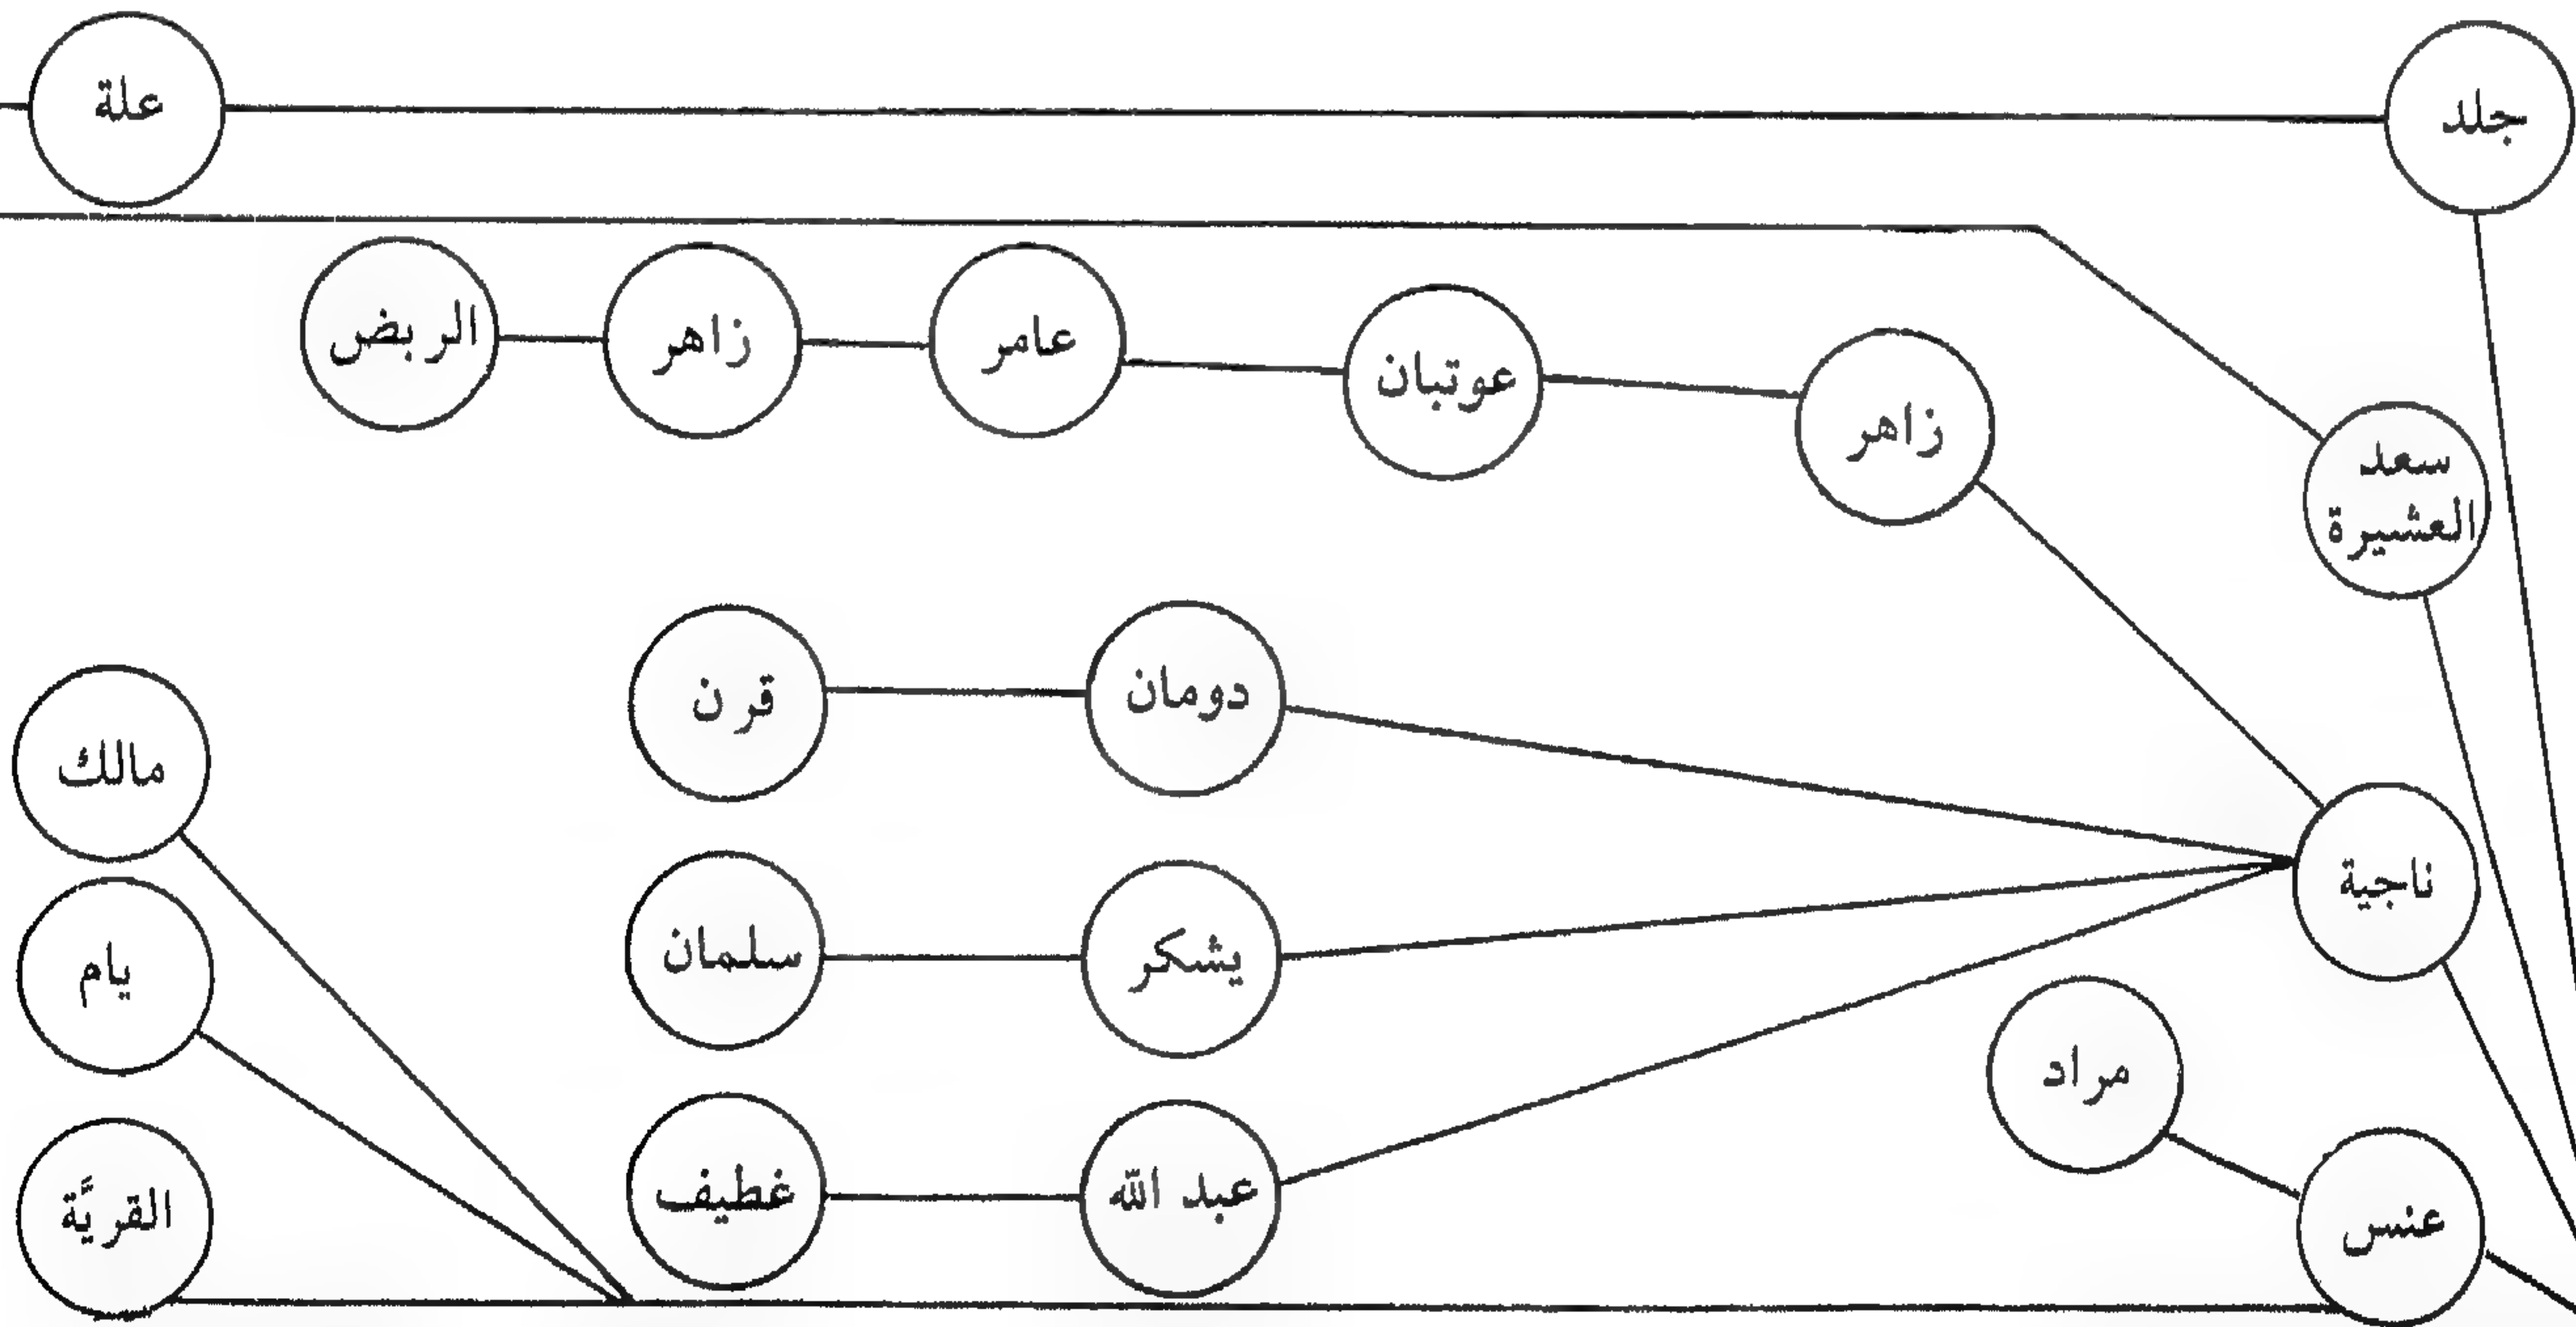 جلد
علة
سعد
العشيرة
زاهر
عوتبان
عامر
زاهر
الربض
ناجية
دومان
قرن
يشكر
سلمان
عبد الله
غطيف
مراد
عنس
مالك
يام
القريَّة